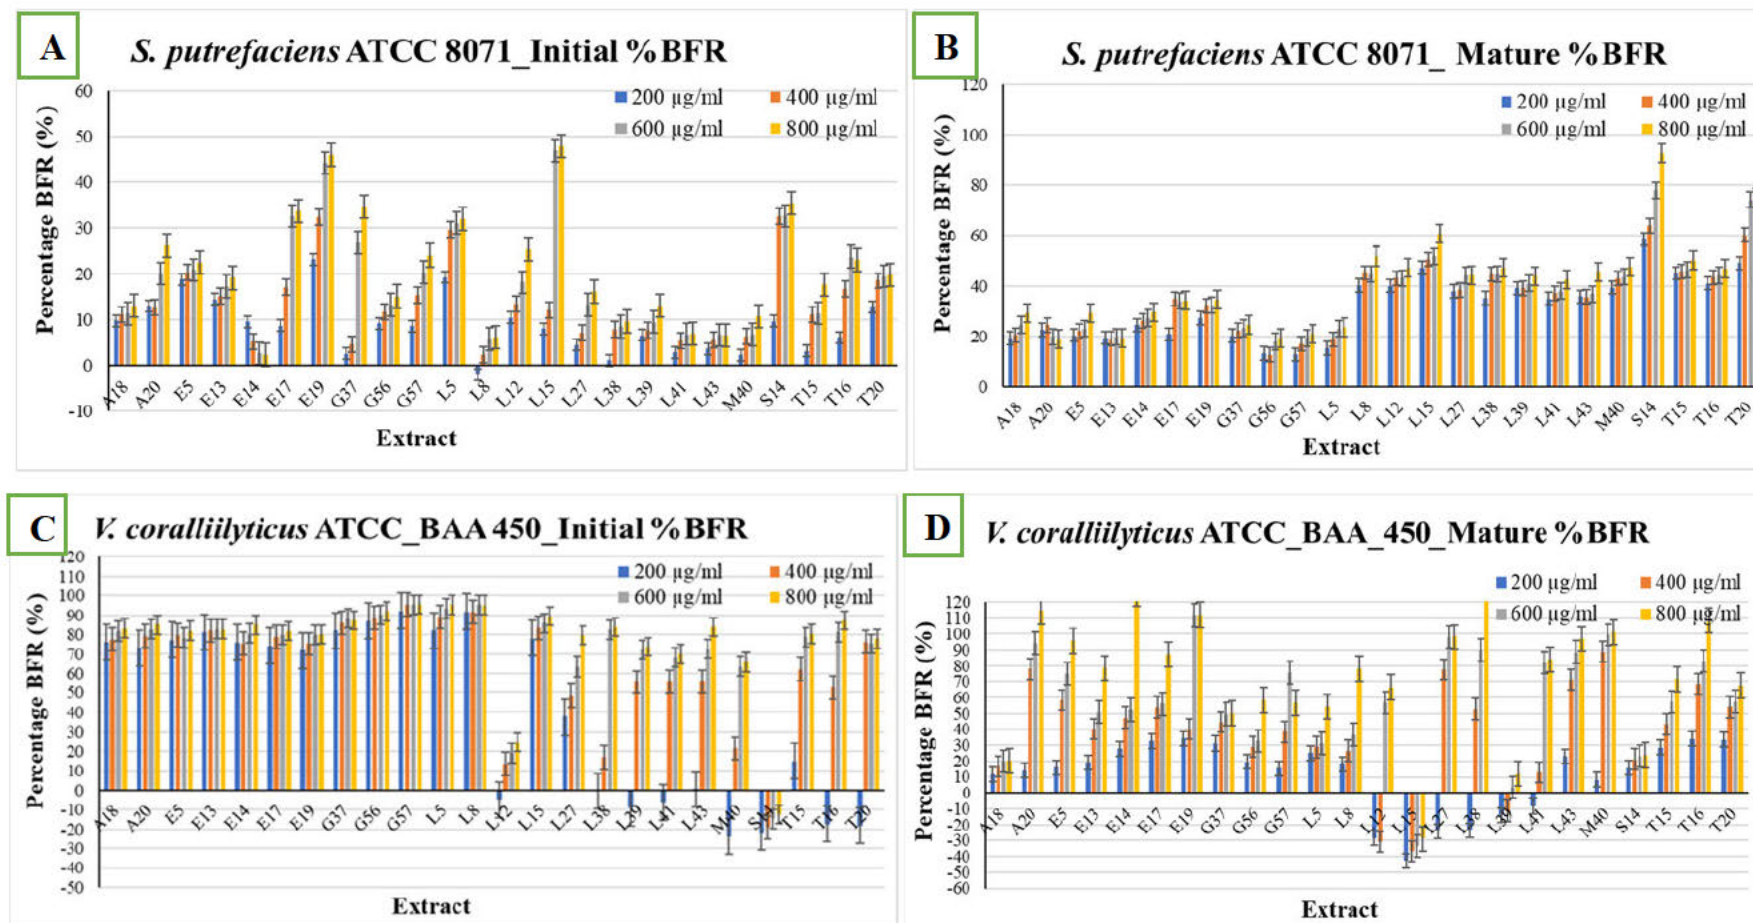 A
S. putrefaciens ATCC 8071_Initial %BFR
Percentage BFR (%)
200 µg/ml 400 µg/ml
600 µg/ml 800 µg/ml
60
50
40
30
20
10
0
-10
A18 A20 E5 E13 E14 E17 E19 G37 G56 G57 L5 L8 L12 L15 L27 L38 L39 L41 L43 M40 S14 T15 T16 T20
Extract
B
S. putrefaciens ATCC 8071_ Mature %BFR
Percentage BFR (%)
200 µg/ml 400 µg/ml
600 µg/ml 800 µg/ml
120
100
80
60
40
20
0
A18 A20 E5 E13 E14 E17 E19 G37 G56 G57 L5 L8 L12 L15 L27 L38 L39 L41 L43 M40 S14 T15 T16 T20
Extract
C
V. coralliilyticus ATCC_BAA 450_Initial %BFR
Percentage BFR (%)
200 µg/ml 400 µg/ml
600 µg/ml 800 µg/ml
120
110
100
90
80
70
60
50
40
30
20
10
0
-10
-20
-30
-40
-50
A18 A20 E5 E13 E14 E17 E19 G37 G56 G57 L5 L8 L12 L15 L27 L38 L39 L41 L43 M40 S14 T15 T16 T20
Extract
D
V. coralliilyticus ATCC_BAA_450_Mature %BFR
Percentage BFR (%)
200 µg/ml 400 µg/ml
600 µg/ml 800 µg/ml
120
110
100
90
80
70
60
50
40
30
20
10
0
-10
-20
-30
-40
-50
-60
A18 A20 E5 E13 E14 E17 E19 G37 G56 G57 L5 L8 L12 L15 L27 L38 L39 L41 L43 M40 S14 T15 T16 T20
Extract